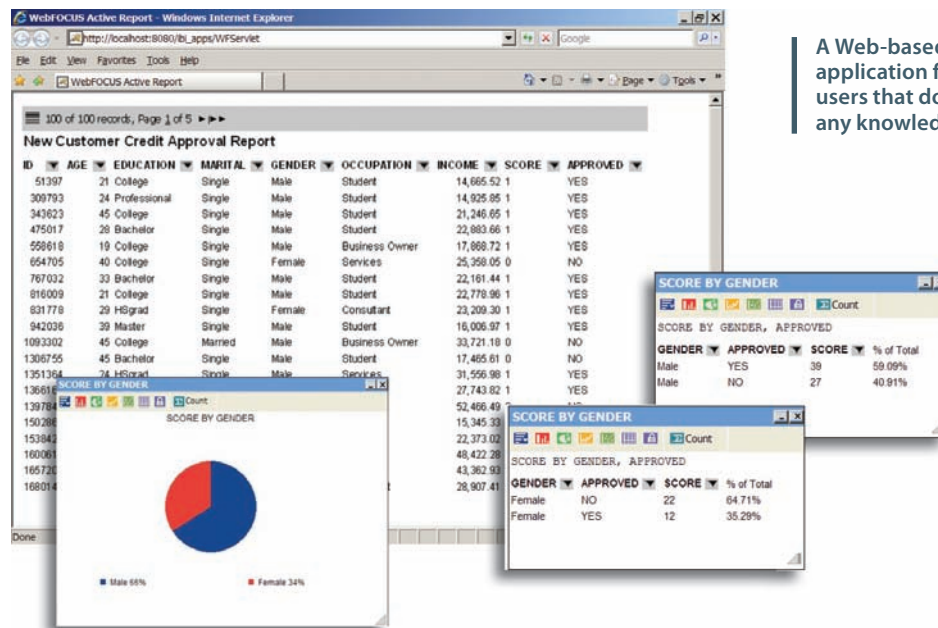 WebFOCUS Active Report - Windows Internet Explorer
http://localhost:8080/ibi_apps/WFServlet
Google
File Edit View Favorites Tools Help
WebFOCUS Active Report
Page Tools
100 of 100 records, Page 1 of 5
New Customer Credit Approval Report
ID AGE EDUCATION MARITAL GENDER OCCUPATION INCOME SCORE APPROVED
51397 21 College Single Male Student 14,665.52 1 YES
309793 24 Professional Single Male Student 14,925.85 1 YES
343623 45 College Single Male Student 21,246.65 1 YES
475017 28 Bachelor Single Male Student 22,883.66 1 YES
558618 19 College Single Male Business Owner 17,868.72 1 YES
654705 40 College Single Female Services 25,358.05 0 NO
767032 33 Bachelor Single Male Student 22,161.44 1 YES
816009 21 College Single Male Student 22,778.96 1 YES
831778 29 HSgrad Single Female Consultant 23,209.30 1 YES
942036 39 Master Single Male Student 16,006.97 1 YES
1093302 45 College Married Male Business Owner 33,721.18 0 NO
1306755 45 Bachelor Single Male Student 17,465.61 0 NO
1351364 74 HSgrad Single Male Services 31,556.98 1 YES
27,743.82 1 YES
52,466.49
15,345.33
22,373.02
48,422.28
43,362.93
28,907.41
Done
SCORE BY GENDER
Count
SCORE BY GENDER
Male 66% Female 34%
SCORE BY GENDER
Count
SCORE BY GENDER, APPROVED
GENDER APPROVED SCORE % of Total
Female NO 22 64.71%
Female YES 12 35.29%
SCORE BY GENDER
Count
SCORE BY GENDER, APPROVED
GENDER APPROVED SCORE % of Total
Male YES 39 59.09%
Male NO 27 40.91%
A Web-based
application
users that do
any